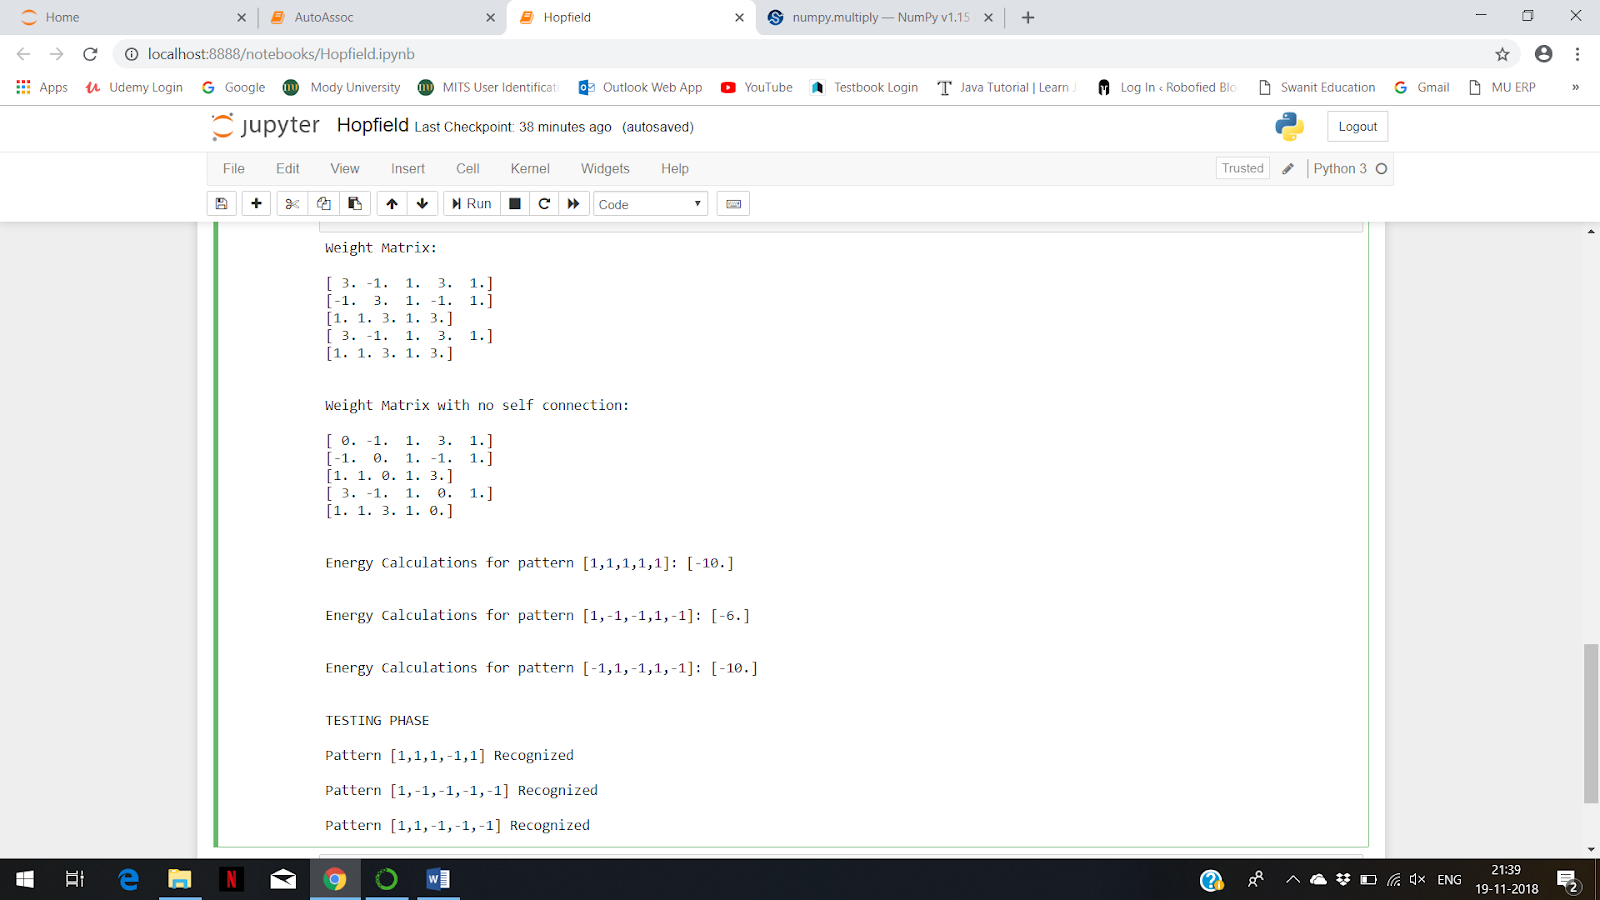 Home
AutoAssoc
Hopfield
numpy.multiply — NumPy v1.15
localhost:8888/notebooks/Hopfield.ipynb
Apps Udemy Login Google Mody University MITS User Identificati Outlook Web App YouTube Testbook Login Java Tutorial | Learn J Log In ‹ Robofied Blo Swanit Education Gmail MU ERP »
jupyter Hopfield Last Checkpoint: 38 minutes ago (autosaved)
Logout
File Edit View Insert Cell Kernel Widgets Help
Trusted Python 3
Run Code
Weight Matrix:
[ 3. -1.  1.  3.  1.]
[-1.  3.  1. -1.  1.]
[1. 1. 3. 1. 3.]
[ 3. -1.  1.  3.  1.]
[1. 1. 3. 1. 3.]
Weight Matrix with no self connection:
[ 0. -1.  1.  3.  1.]
[-1.  0.  1. -1.  1.]
[1. 1. 0. 1. 3.]
[ 3. -1.  1.  0.  1.]
[1. 1. 3. 1. 0.]
Energy Calculations for pattern [1,1,1,1,1]: [-10.]
Energy Calculations for pattern [1,-1,-1,1,-1]: [-6.]
Energy Calculations for pattern [-1,1,-1,1,-1]: [-10.]
TESTING PHASE
Pattern [1,1,1,-1,1] Recognized
Pattern [1,-1,-1,-1,-1] Recognized
Pattern [1,1,-1,-1,-1] Recognized
ENG
21:39
19-11-2018
2